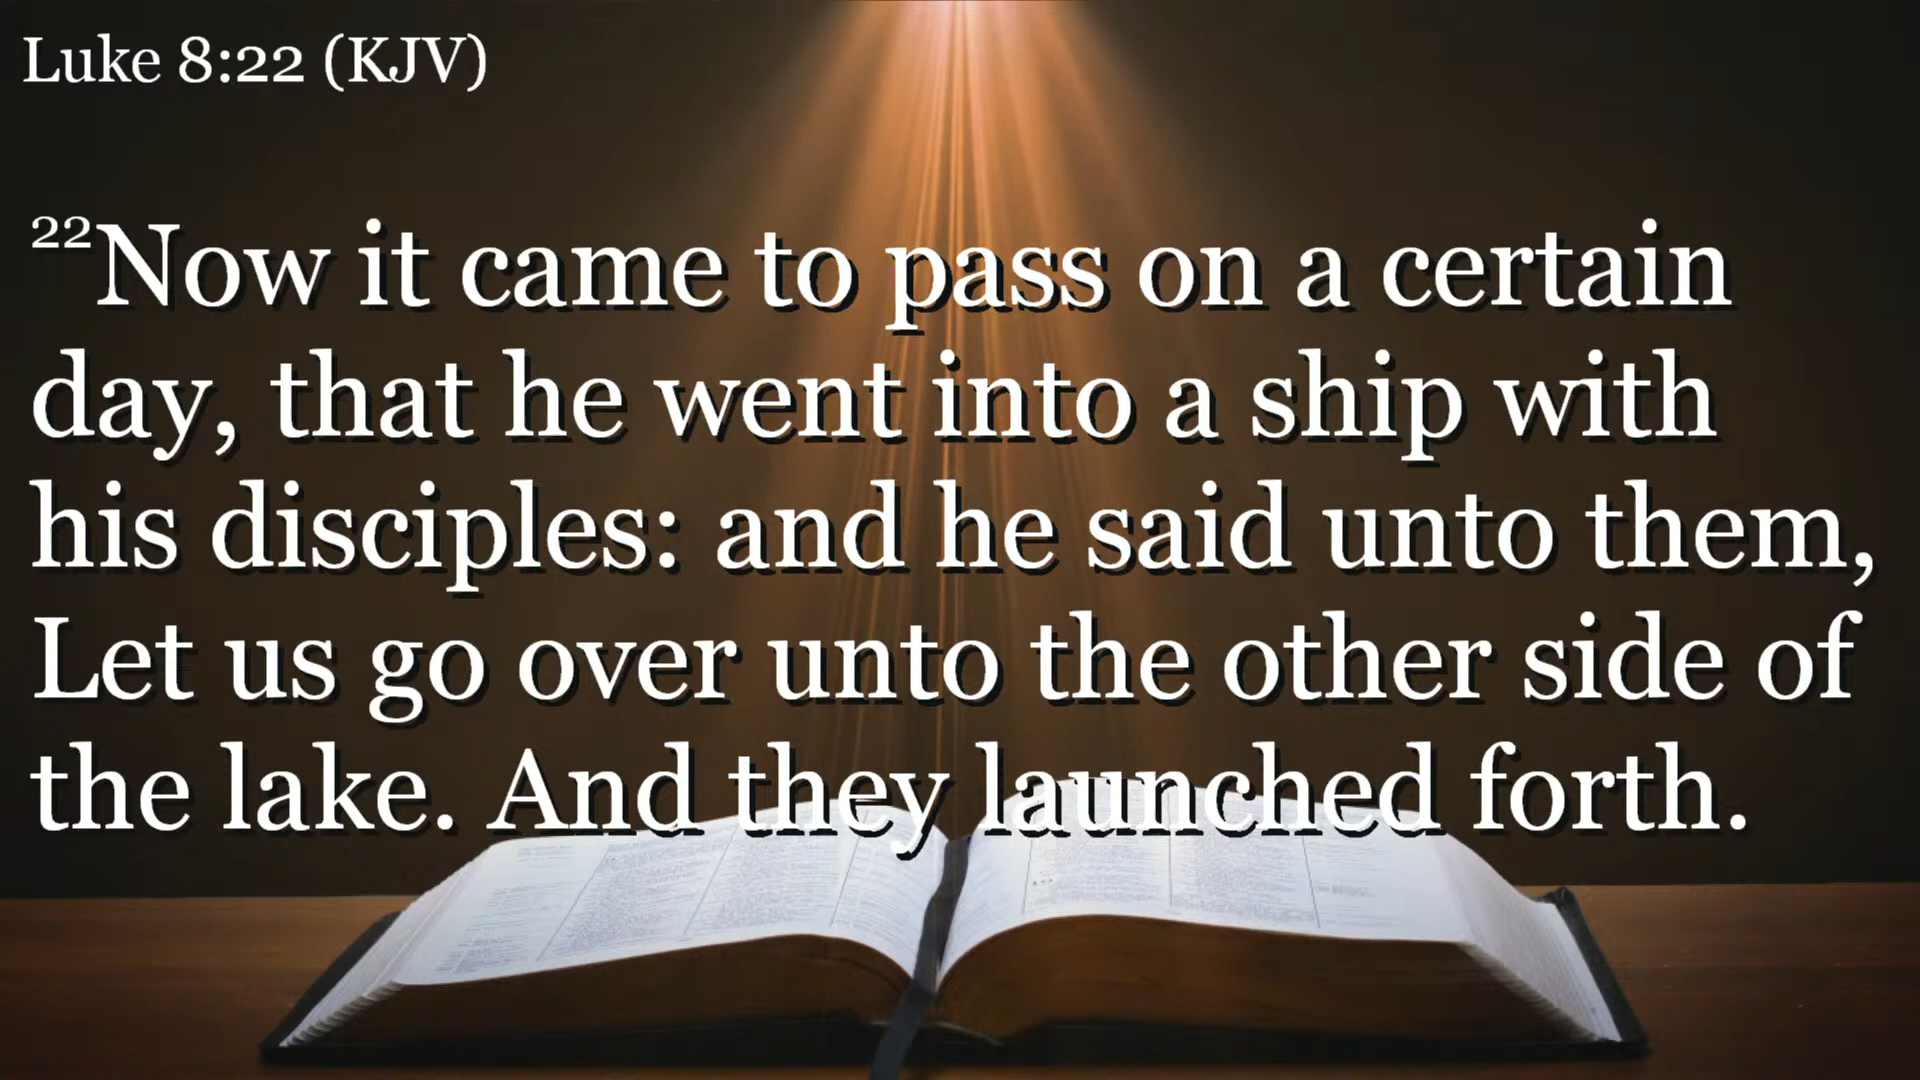 Luke 8:22 (KJV)
22Now it came to pass on a certain
day, that he went into a ship with
his disciples: and he said unto them,
Let us go over unto the other side of
the lake. And they launched forth.